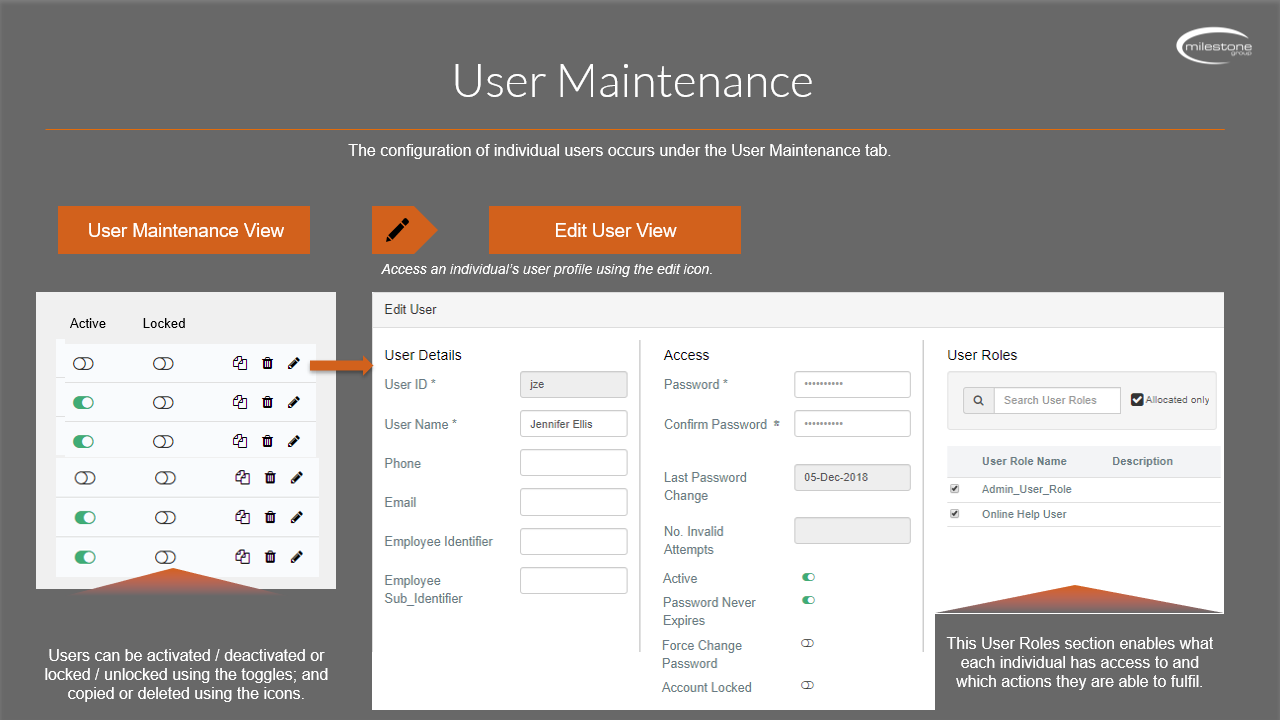 milestone
group
User Maintenance
The configuration of individual users occurs under the User Maintenance tab.
User Maintenance View
Edit User View
Access an individual's user profile using the edit icon.
Active Locked
Users can be activated / deactivated or
locked / unlocked using the toggles; and
copied or deleted using the icons.
Edit User
User Details
User ID * jze
User Name * Jennifer Ellis
Phone
Email
Employee Identifier
Employee
Sub_Identifier
Access
Password * ••••••••••
Confirm Password * ••••••••••
Last Password
Change
05-Dec-2018
No. Invalid
Attempts
Active
Password Never
Expires
Force Change
Password
Account Locked
User Roles
Search User Roles Allocated only
User Role Name Description
Admin_User_Role
Online Help User
This User Roles section enables what
each individual has access to and
which actions they are able to fulfil.